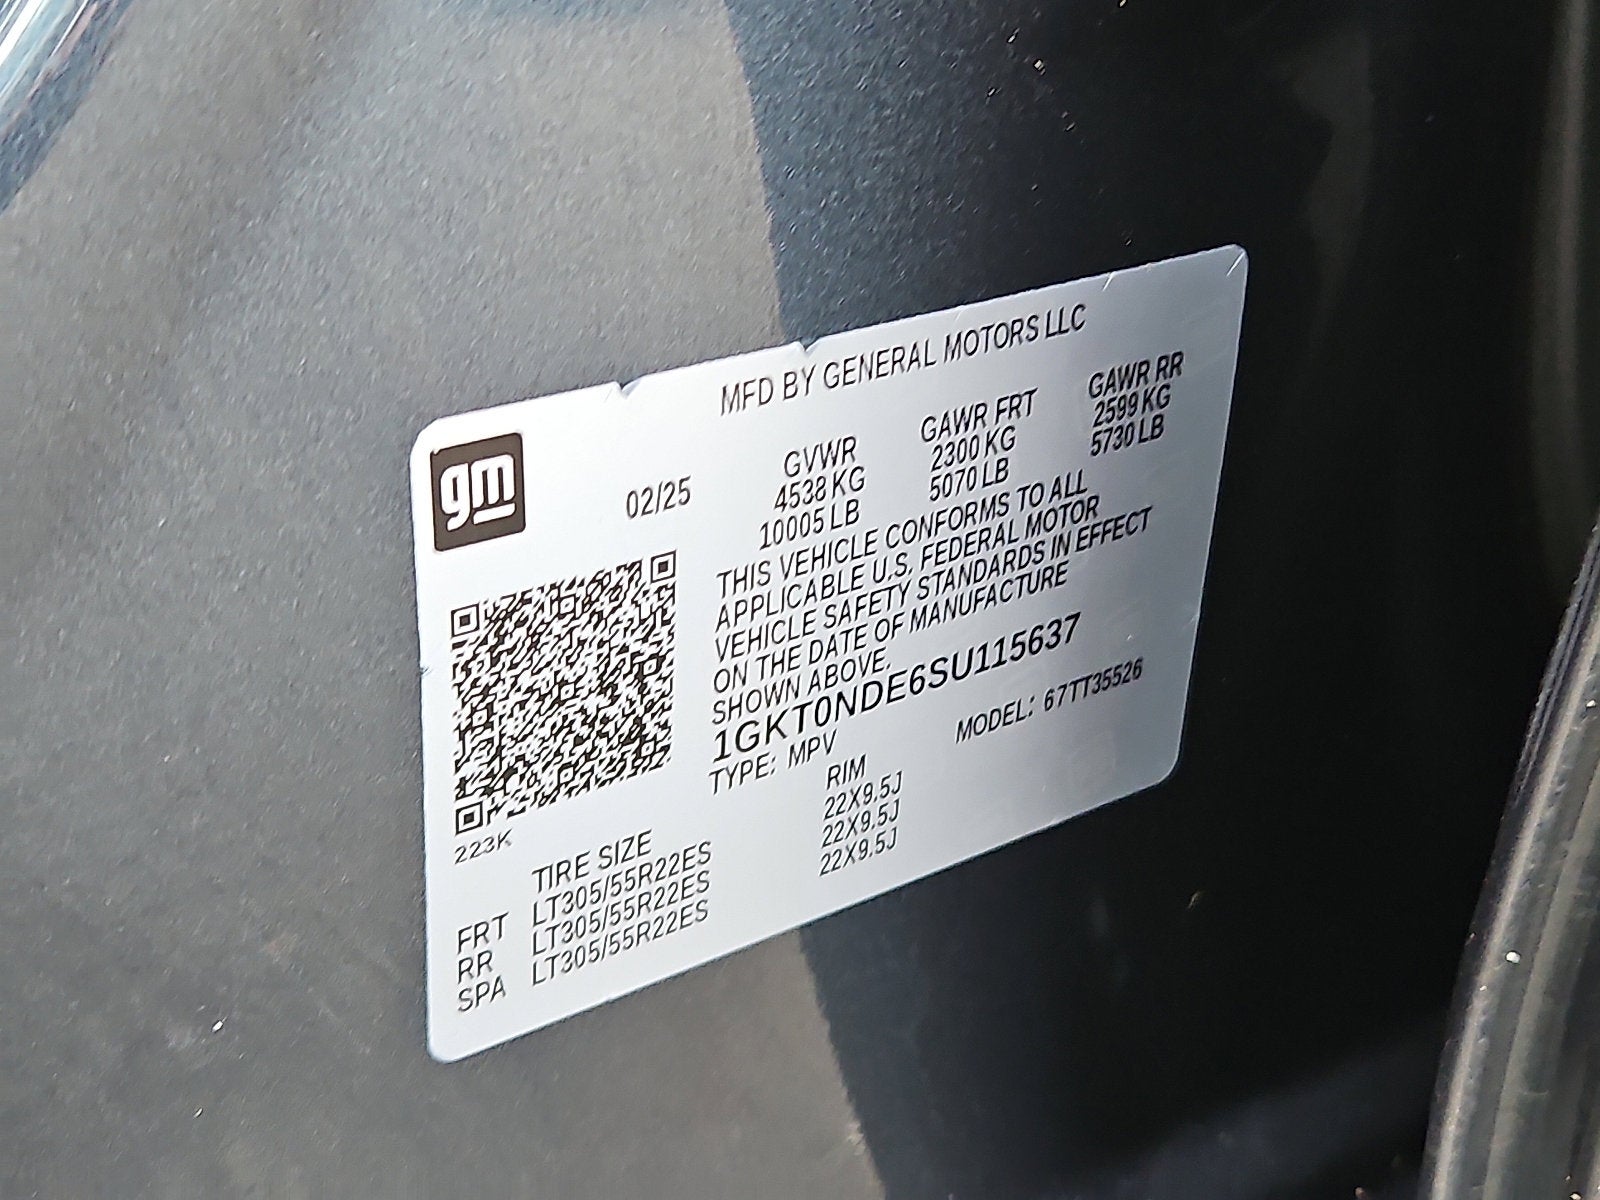 MFD BY GENERAL MOTORS LLC
gm
02/25
GVWR GAWR FRT GAWR RR
4538 KG 2300 KG 2599 KG
10005 LB 5070 LB 5730 LB
THIS VEHICLE CONFORMS TO ALL
APPLICABLE U.S. FEDERAL MOTOR
VEHICLE SAFETY STANDARDS IN EFFECT
ON THE DATE OF MANUFACTURE
SHOWN ABOVE.
1GKT0NDE6SU115637
TYPE: MPV MODEL: 67TT35526
223K
TIRE SIZE RIM
FRT LT305/55R22ES 22X9.5J
RR LT305/55R22ES 22X9.5J
SPA LT305/55R22ES 22X9.5J